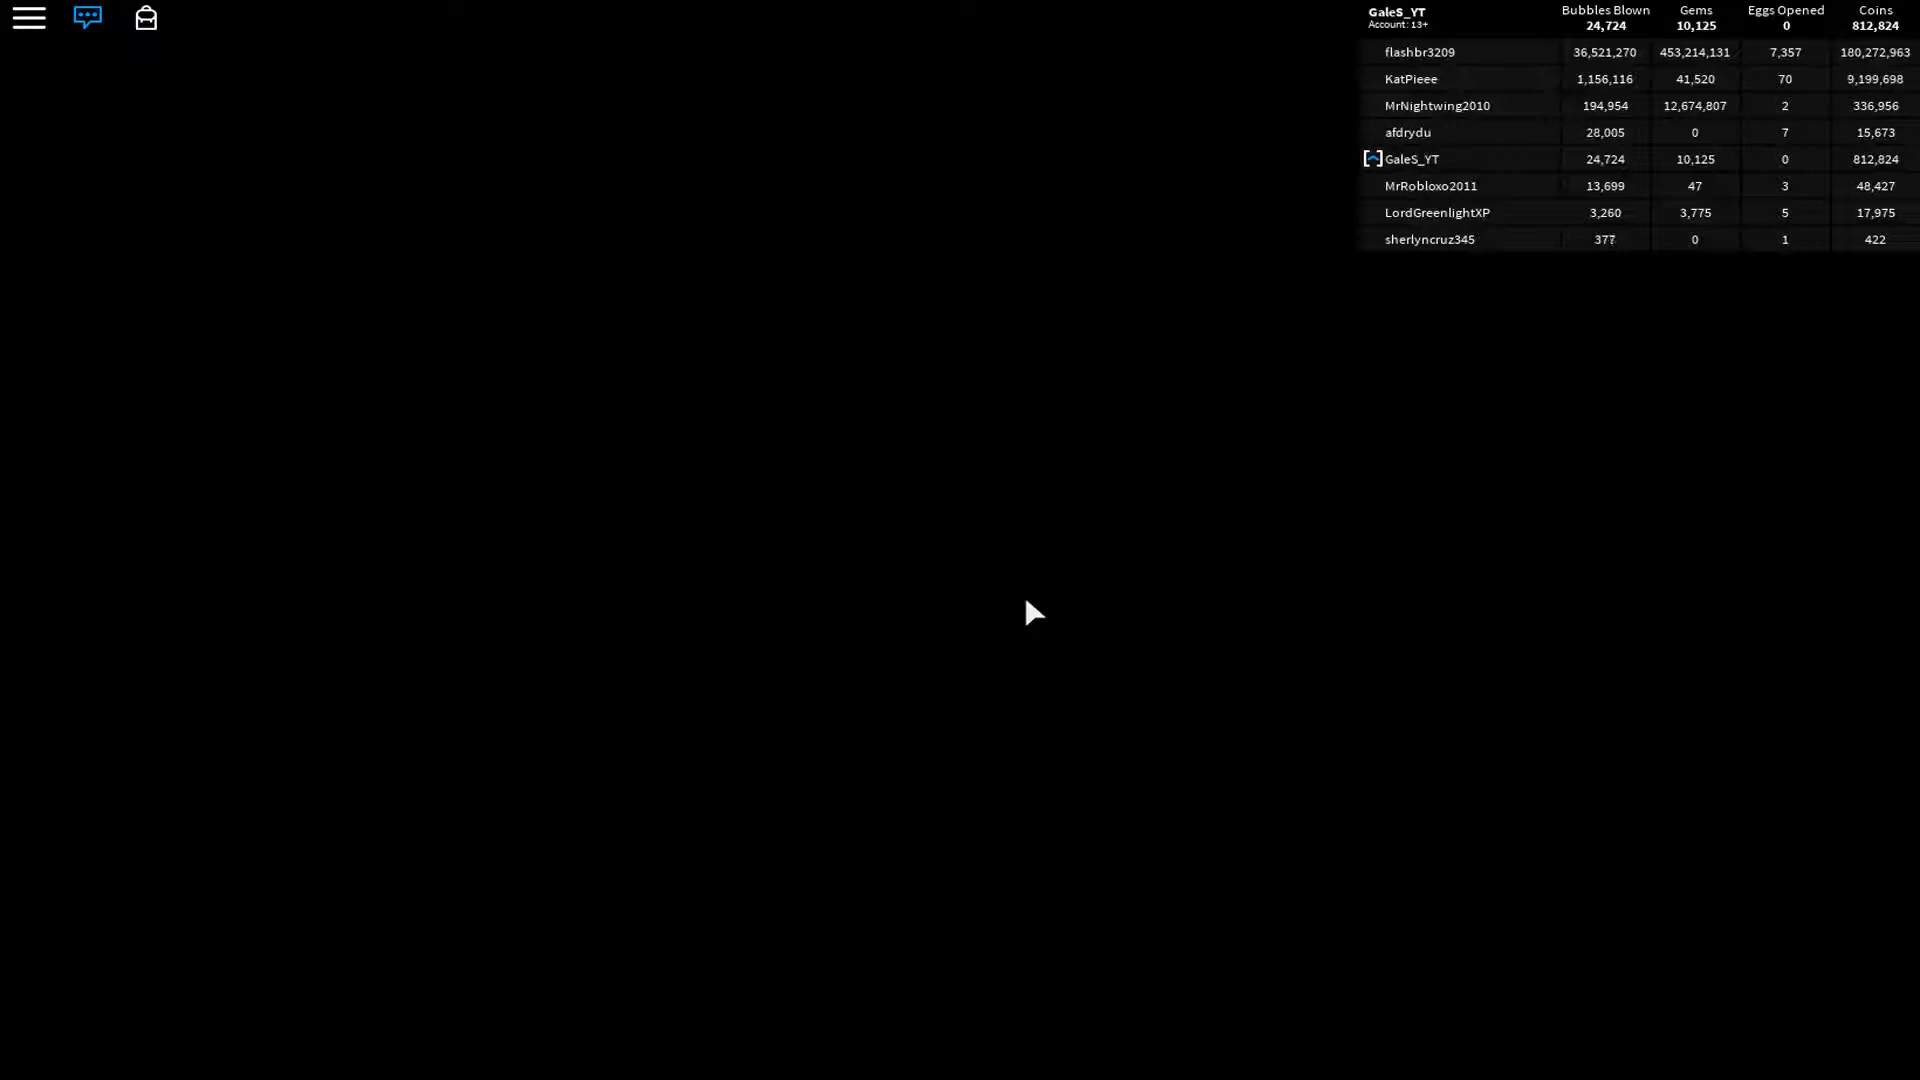 GaleS_YT Bubbles Blown Gems Eggs Opened Coins
Account: 13+ 24,724 10,125 0 812,824
flashbr3209 36,521,270 453,214,131 7,357 180,272,963
KatPieee 1,156,116 41,520 70 9,199,698
MrNightwing2010 194,954 12,674,807 2 336,956
afdrydu 28,005 0 7 15,673
GaleS_YT 24,724 10,125 0 812,824
MrRobloxo2011 13,699 47 3 48,427
LordGreenlightXP 3,260 3,775 5 17,975
sherlyncruz345 377 0 1 422